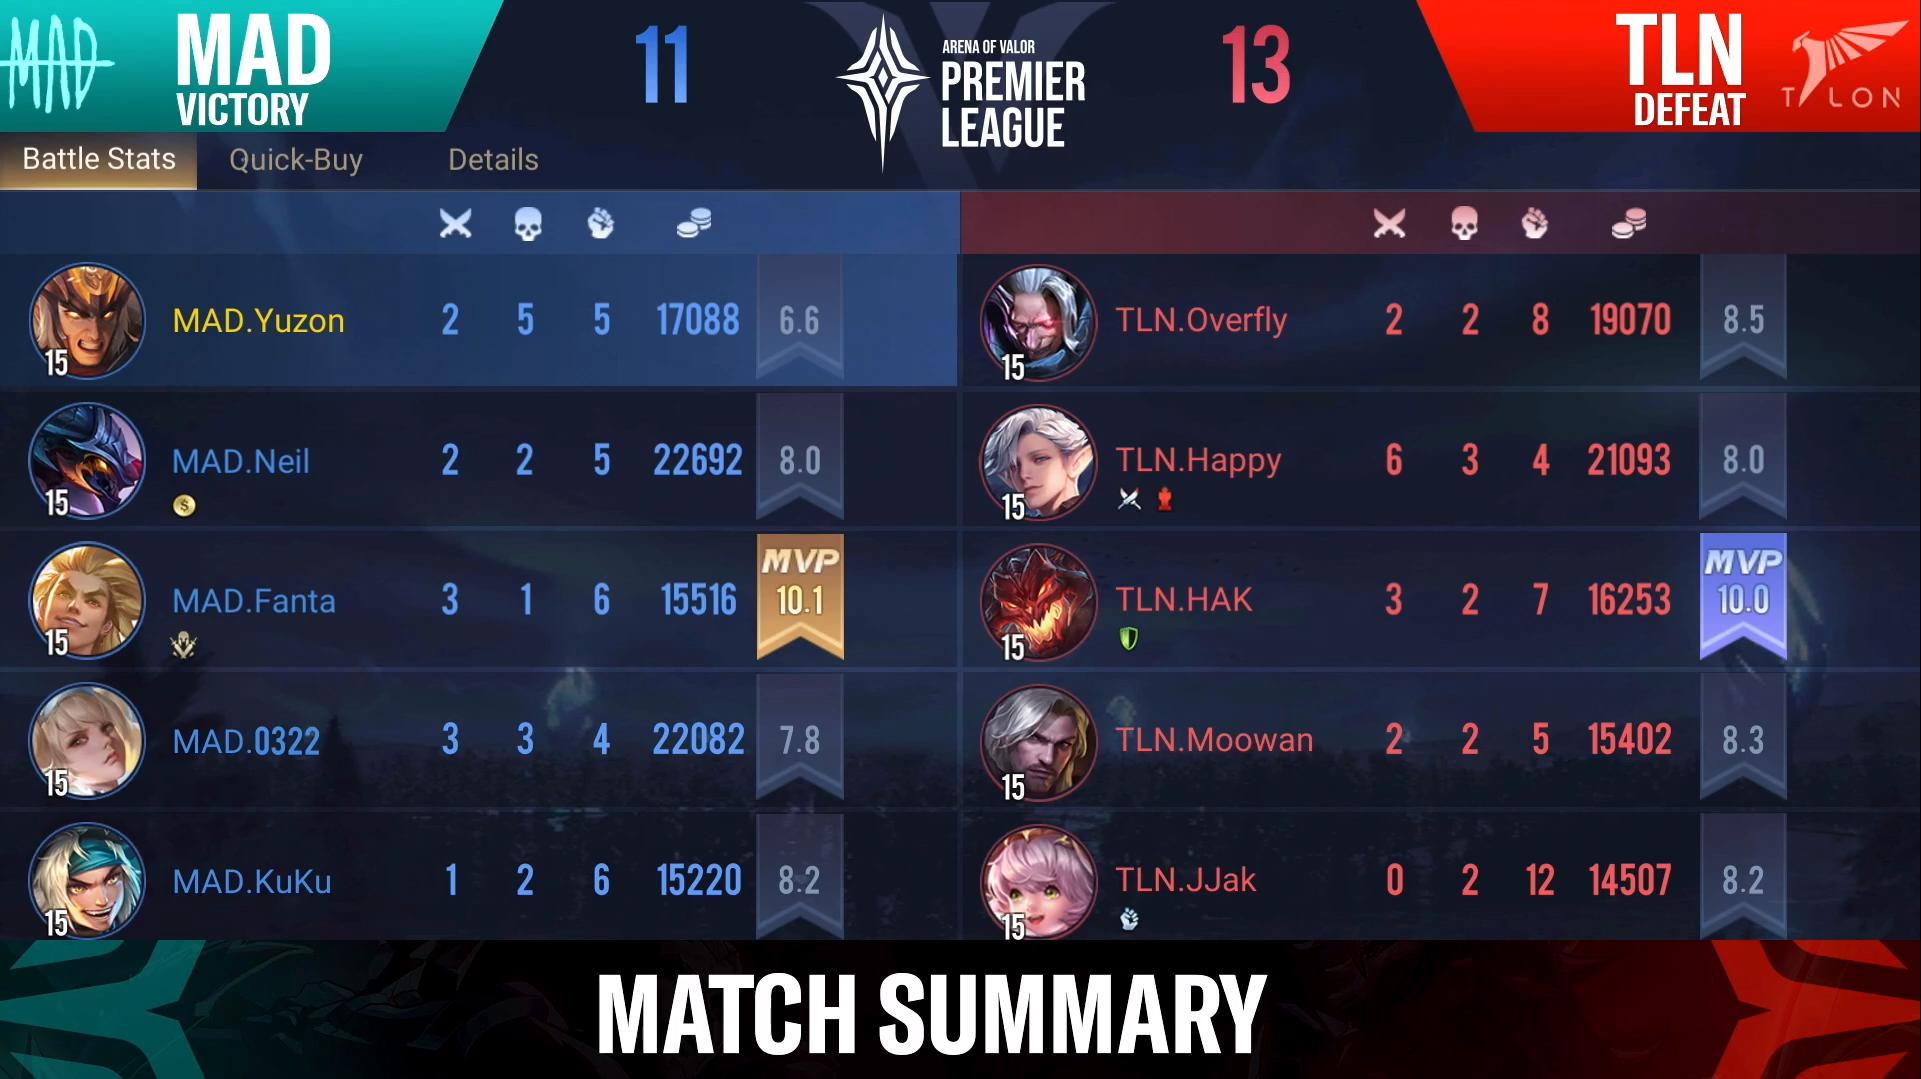 MAD
MAD
VICTORY
11
ARENA OF VALOR
PREMIER
LEAGUE
13
TLN
DEFEAT
TALON
Battle Stats
Quick-Buy
Details
15
MAD.Yuzon
2
5
5
17088
6.6
15
TLN.Overfly
2
2
8
19070
8.5
15
MAD.Neil
2
2
5
22692
8.0
15
TLN.Happy
6
3
4
21093
8.0
15
MAD.Fanta
3
1
6
15516
MVP
10.1
15
TLN.HAK
3
2
7
16253
MVP
10.0
15
MAD.0322
3
3
4
22082
7.8
15
TLN.Moowan
2
2
5
15402
8.3
15
MAD.KuKu
1
2
6
15220
8.2
15
TLN.JJak
0
2
12
14507
8.2
MATCH SUMMARY